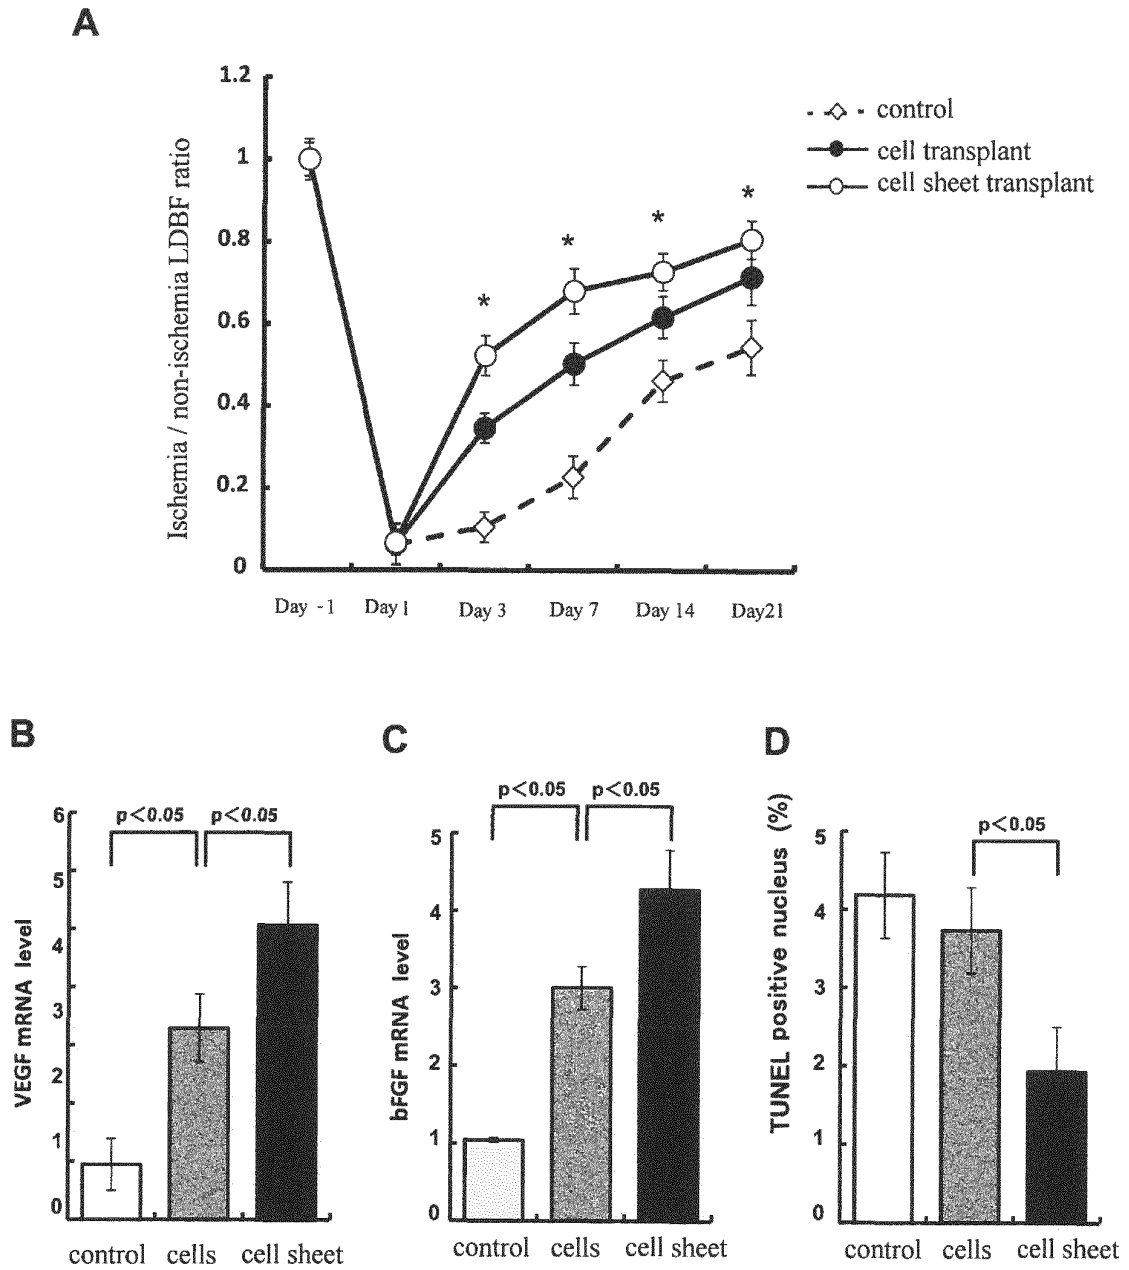 A
1.2
1
0.8
0.6
0.4
0.2
0
Ischemia / non-ischemia LDBF ratio
* * * *
Day -1 Day 1 Day 3 Day 7 Day 14 Day21
control
cell transplant
cell sheet transplant
B
p<0.05 p<0.05
6
5
4
3
2
1
0
VEGF mRNA level
control cells cell sheet
C
p<0.05 p<0.05
5
4
3
2
1
0
bFGF mRNA level
control cells cell sheet
D
p<0.05
5
4
3
2
1
0
TUNEL positive nucleus (%)
control cells cell sheet